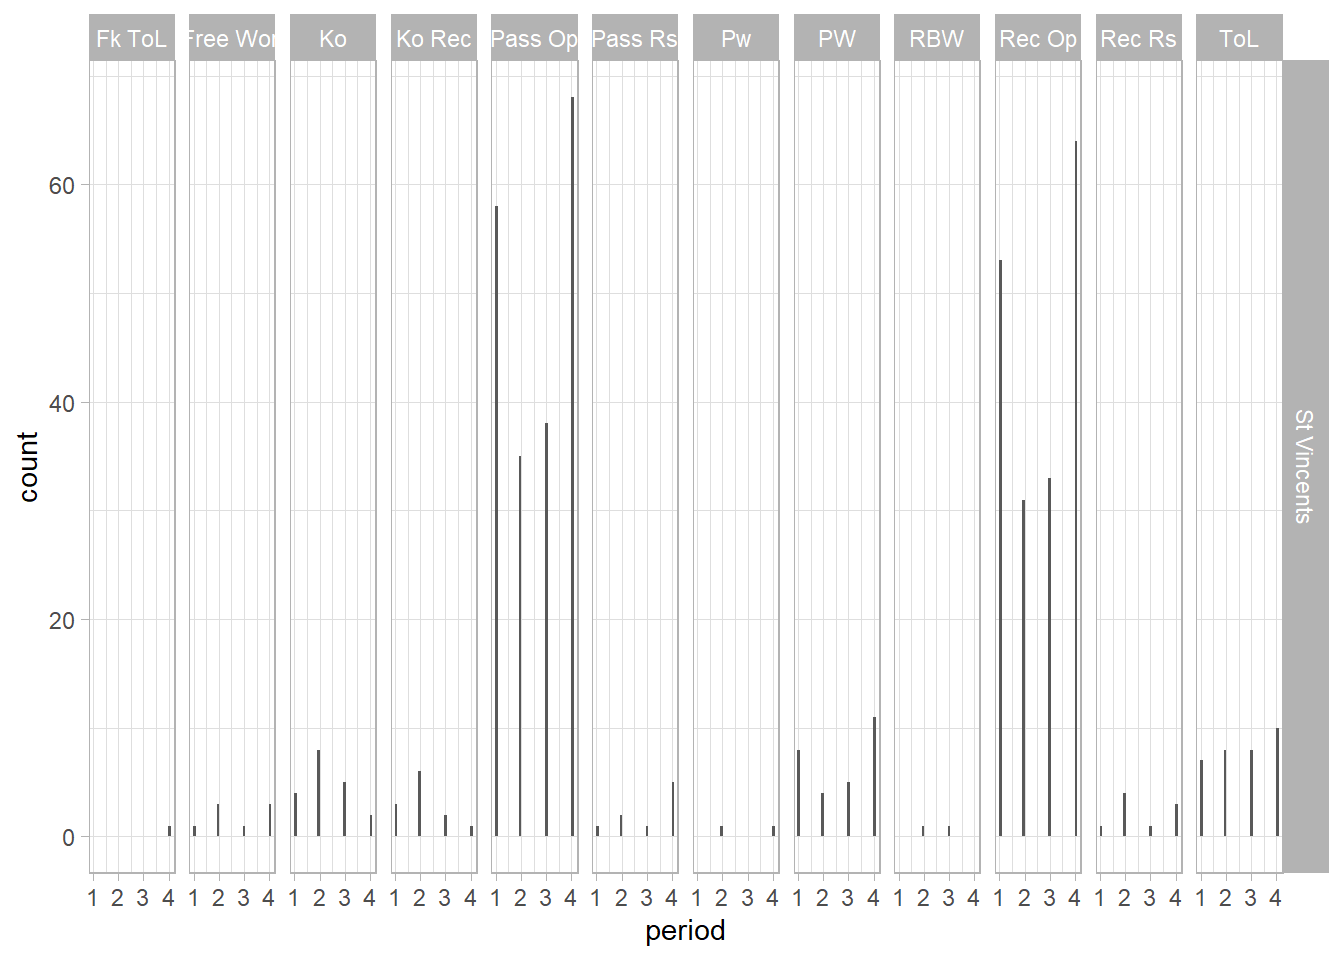 Fk ToL Free Wor Ko Ko Rec Pass Op Pass Rs Pw PW RBW Rec Op Rec Rs ToL
60
40
20
0
count
St Vincents
1 2 3 4 1 2 3 4 1 2 3 4 1 2 3 4 1 2 3 4 1 2 3 4 1 2 3 4 1 2 3 4 1 2 3 4 1 2 3 4 1 2 3 4 1 2 3 4
period